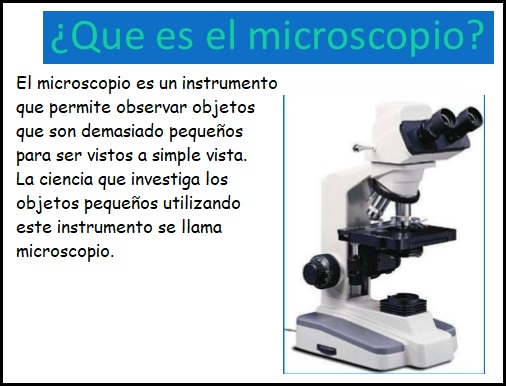 ¿Que es el microscopio?
El microscopio es un instrumento
que permite observar objetos
que son demasiado pequeños
para ser vistos a simple vista.
La ciencia que investiga los
objetos pequeños utilizando
este instrumento se llama
microscopio.